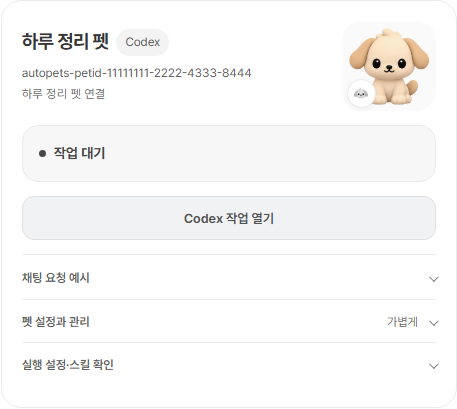 하루 정리 펫 Codex
autopets-petid-11111111-2222-4333-8444
하루 정리 펫 연결
작업 대기
Codex 작업 열기
채팅 요청 예시
펫 설정과 관리 가볍게
실행 설정·스킬 확인